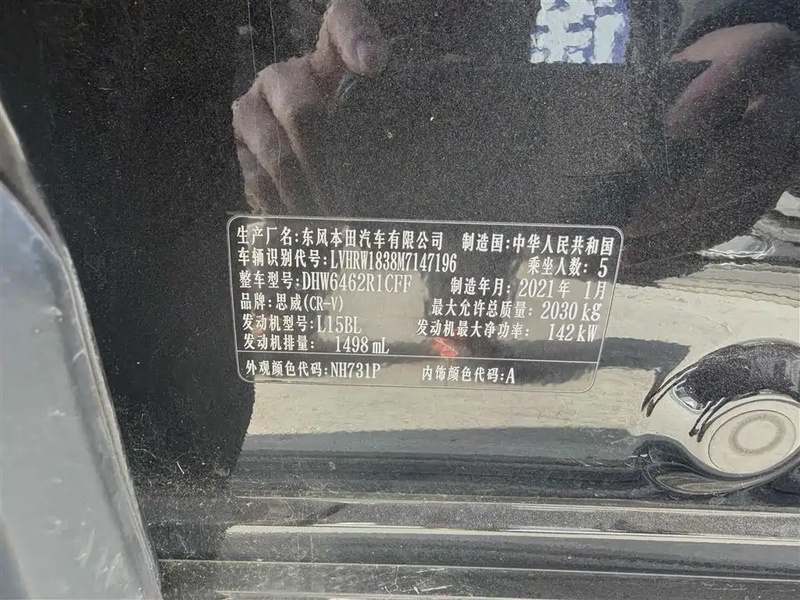 生产厂名:东风本田汽车有限公司 制造国:中华人民共和国
车辆识别代号:LVHRW1838M7147196 乘坐人数:5
整车型号:DHW6462R1CFF 制造年月:2021年 1月
品牌:思威(CR-V) 最大允许总质量:2030 kg
发动机型号:L15BL 发动机最大净功率:142 kW
发动机排量: 1498 mL
外观颜色代码:NH731P 内饰颜色代码:A